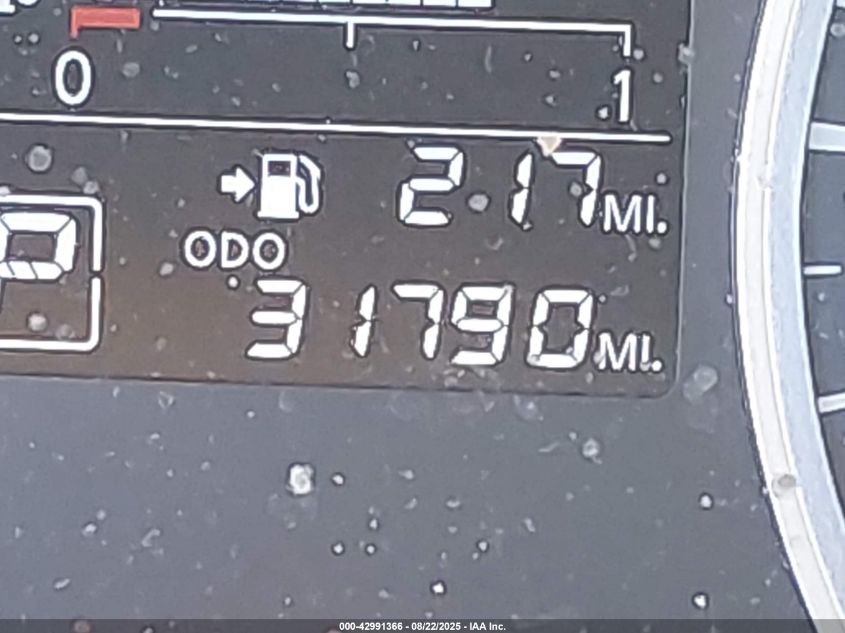 0 1
217 MI.
ODO
P
31790 MI.
000-42991366 - 08/22/2025 - IAA Inc.